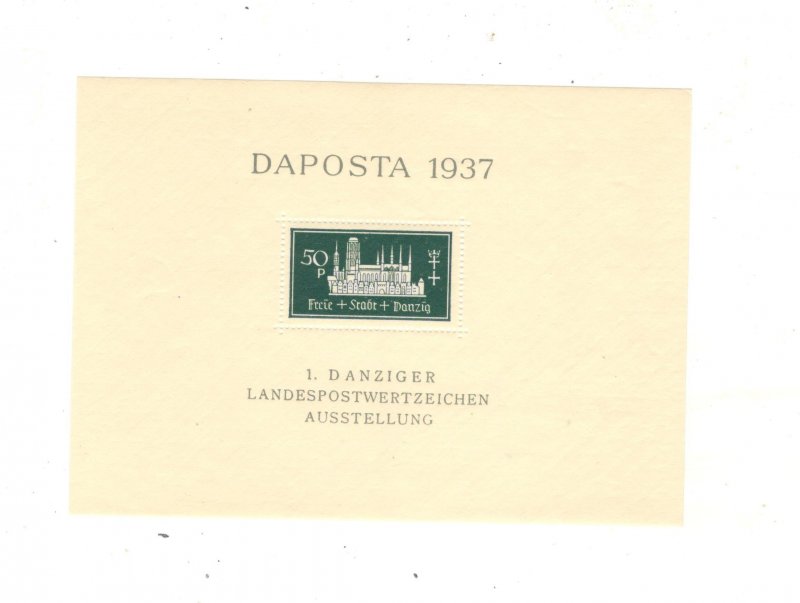 DAPOSTA 1937
50
P
Freie + Stadt + Danzig
1. DANZIGER
LANDESPOSTWERTZEICHEN
AUSSTELLUNG